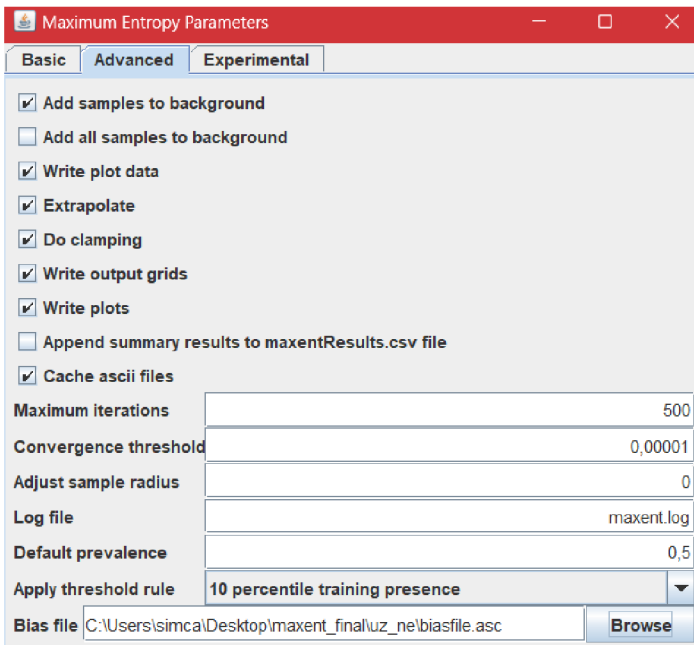 Maximum Entropy Parameters
Basic Advanced Experimental
Add samples to background
Add all samples to background
Write plot data
Extrapolate
Do clamping
Write output grids
Write plots
Append summary results to maxentResults.csv file
Cache ascii files
Maximum iterations 500
Convergence threshold 0,00001
Adjust sample radius 0
Log file maxent.log
Default prevalence 0,5
Apply threshold rule 10 percentile training presence
Bias file C:\Users\simca\Desktop\maxent_final\uz_ne\biasfile.asc Browse